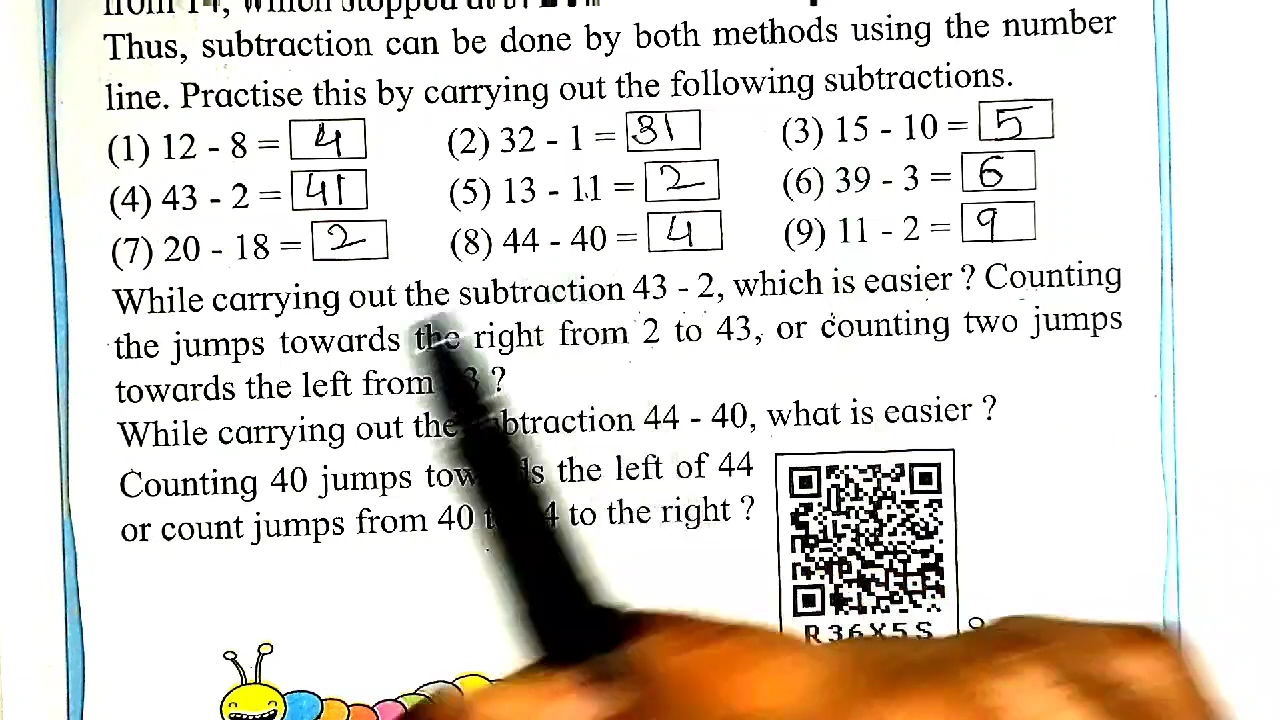 Thus, subtraction can be done by both methods using the number
line. Practise this by carrying out the following subtractions.
(1) 12 - 8 = 4 (2) 32 - 1 = 31 (3) 15 - 10 = 5
(4) 43 - 2 = 41 (5) 13 - 11 = 2 (6) 39 - 3 = 6
(7) 20 - 18 = 2 (8) 44 - 40 = 4 (9) 11 - 2 = 9
While carrying out the subtraction 43 - 2, which is easier ? Counting
the jumps towards the right from 2 to 43, or counting two jumps
towards the left from ?
While carrying out the subtraction 44 - 40, what is easier ?
Counting 40 jumps towards the left of 44
or count jumps from 40 to the right ?
R36X5S